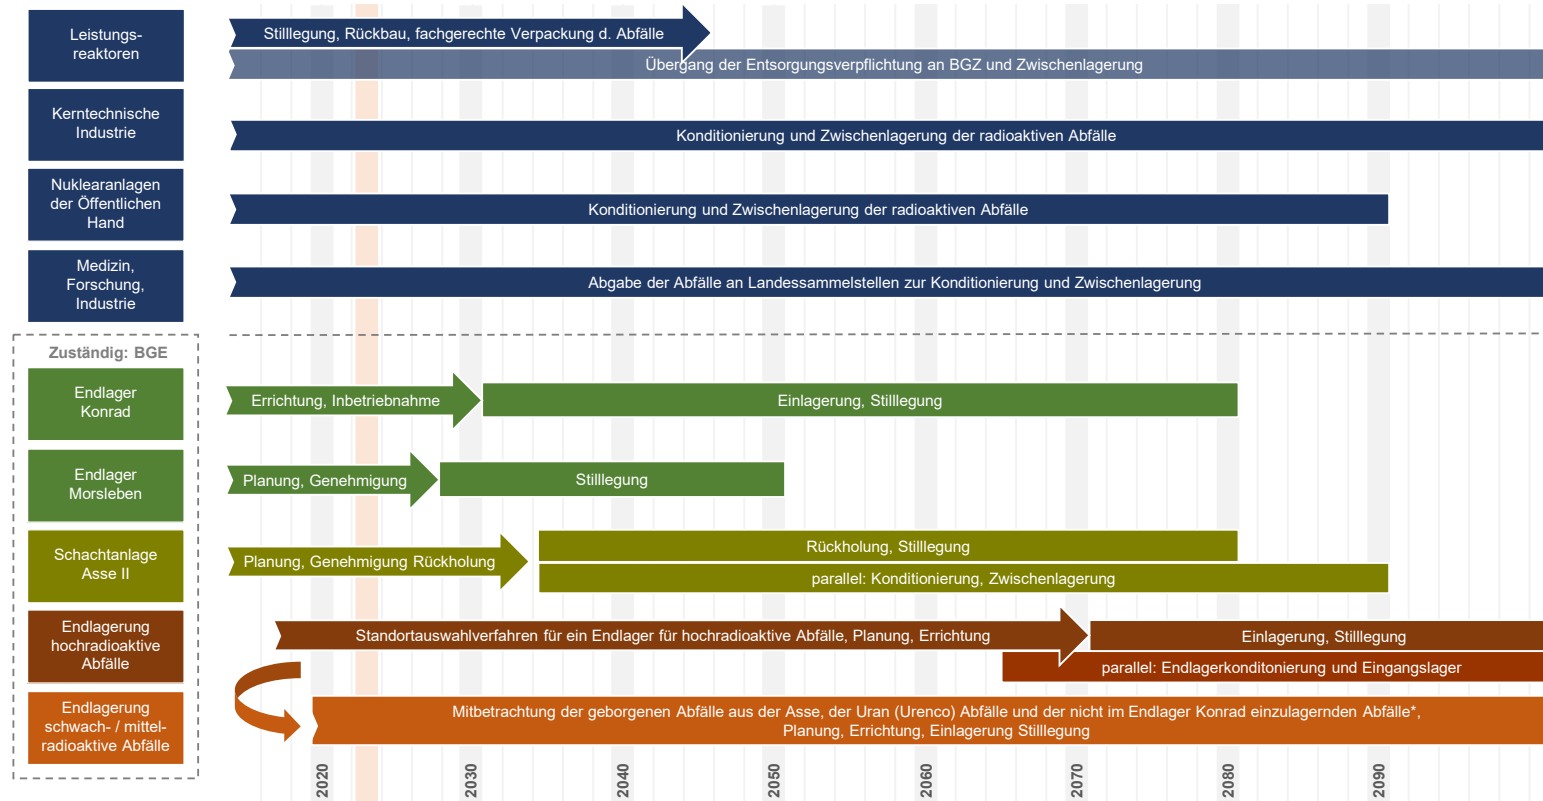 Leistungs-
reaktoren
Stilllegung, Rückbau, fachgerechte Verpackung d. Abfälle
Übergang der Entsorgungsverpflichtung an BGZ und Zwischenlagerung
Kerntechnische
Industrie
Konditionierung und Zwischenlagerung der radioaktiven Abfälle
Nuklearanlagen
der Öffentlichen
Hand
Konditionierung und Zwischenlagerung der radioaktiven Abfälle
Medizin,
Forschung,
Industrie
Abgabe der Abfälle an Landessammelstellen zur Konditionierung und Zwischenlagerung
Zuständig: BGE
Endlager
Konrad
Errichtung, Inbetriebnahme
Einlagerung, Stilllegung
Endlager
Morsleben
Planung, Genehmigung
Stilllegung
Schachtanlage
Asse II
Planung, Genehmigung Rückholung
Rückholung, Stilllegung
parallel: Konditionierung, Zwischenlagerung
Endlagerung
hochradioaktive
Abfälle
Standortauswahlverfahren für ein Endlager für hochradioaktive Abfälle, Planung, Errichtung
Einlagerung, Stilllegung
parallel: Endlagerkonditonierung und Eingangslager
Endlagerung
schwach- / mittel-
radioaktive Abfälle
Mitbetrachtung der geborgenen Abfälle aus der Asse, der Uran (Urenco) Abfälle und der nicht im Endlager Konrad einzulagernden Abfälle*,
Planung, Errichtung, Einlagerung Stilllegung
2020
2030
2040
2050
2060
2070
2080
2090